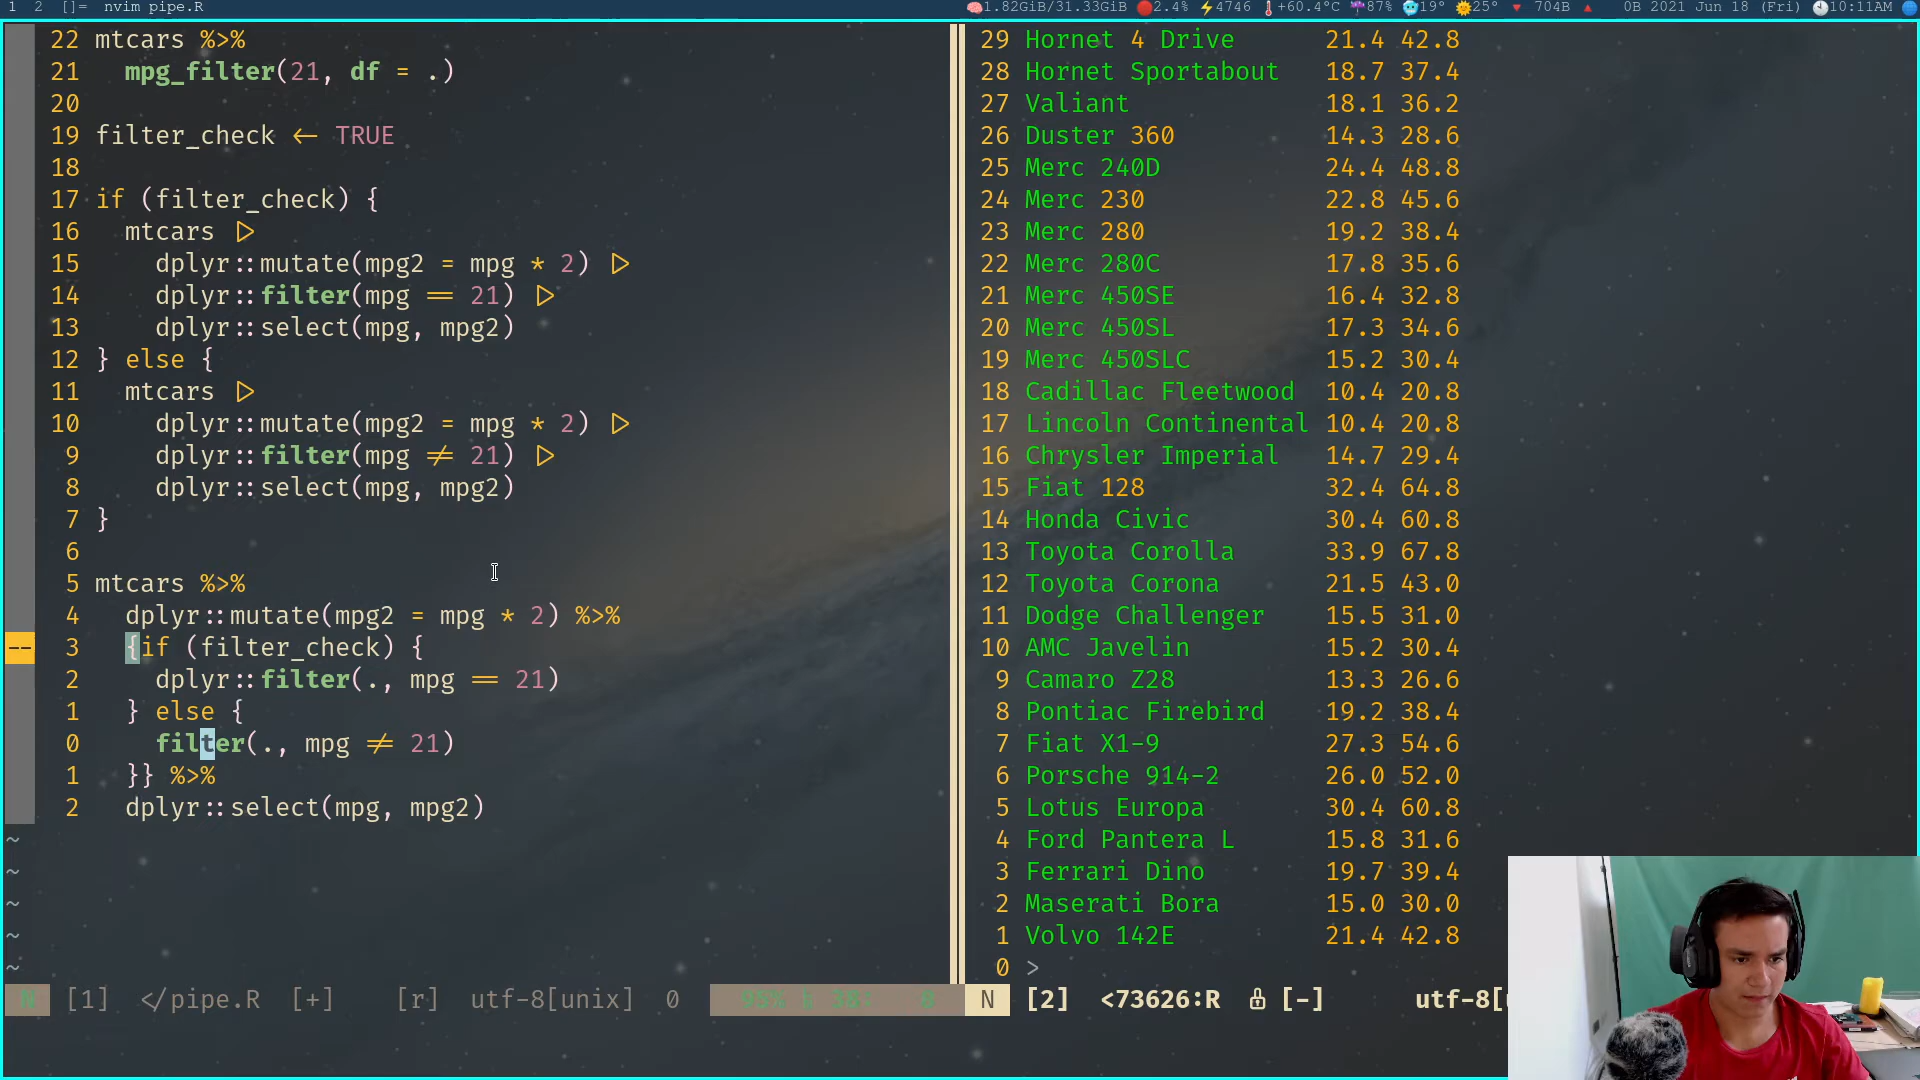 1 2 []= nvim pipe.R 1.82GiB/31.33GiB 2.4% 4746 +60.4°C 87% 19° 25° 704B 0B 2021 Jun 18 (Fri) 10:11AM
22 mtcars %>%
21 mpg_filter(21, df = .)
20
19 filter_check <- TRUE
18
17 if (filter_check) {
16 mtcars |>
15 dplyr::mutate(mpg2 = mpg * 2) |>
14 dplyr::filter(mpg == 21) |>
13 dplyr::select(mpg, mpg2)
12 } else {
11 mtcars |>
10 dplyr::mutate(mpg2 = mpg * 2) |>
9 dplyr::filter(mpg != 21) |>
8 dplyr::select(mpg, mpg2)
7 }
6
5 mtcars %>%
4 dplyr::mutate(mpg2 = mpg * 2) %>%
-- 3 {if (filter_check) {
2 dplyr::filter(., mpg == 21)
1 } else {
0 filter(., mpg != 21)
1 }} %>%
2 dplyr::select(mpg, mpg2)
~
~
~
~
~
N [1] </pipe.R [+] [r] utf-8[unix] 0
29 Hornet 4 Drive 21.4 42.8
28 Hornet Sportabout 18.7 37.4
27 Valiant 18.1 36.2
26 Duster 360 14.3 28.6
25 Merc 240D 24.4 48.8
24 Merc 230 22.8 45.6
23 Merc 280 19.2 38.4
22 Merc 280C 17.8 35.6
21 Merc 450SE 16.4 32.8
20 Merc 450SL 17.3 34.6
19 Merc 450SLC 15.2 30.4
18 Cadillac Fleetwood 10.4 20.8
17 Lincoln Continental 10.4 20.8
16 Chrysler Imperial 14.7 29.4
15 Fiat 128 32.4 64.8
14 Honda Civic 30.4 60.8
13 Toyota Corolla 33.9 67.8
12 Toyota Corona 21.5 43.0
11 Dodge Challenger 15.5 31.0
10 AMC Javelin 15.2 30.4
9 Camaro Z28 13.3 26.6
8 Pontiac Firebird 19.2 38.4
7 Fiat X1-9 27.3 54.6
6 Porsche 914-2 26.0 52.0
5 Lotus Europa 30.4 60.8
4 Ford Pantera L 15.8 31.6
3 Ferrari Dino 19.7 39.4
2 Maserati Bora 15.0 30.0
1 Volvo 142E 21.4 42.8
0 >
N [2] <73626:R [-] utf-8[